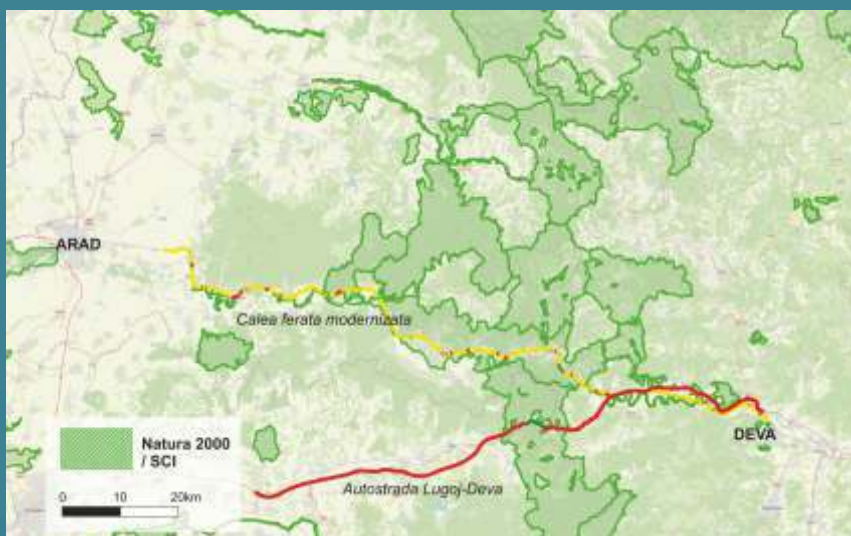 ARAD
Calea ferata modernizata
DEVA
Natura 2000
/ SCI
0 10 20km
Autostrada Lugoj-Deva